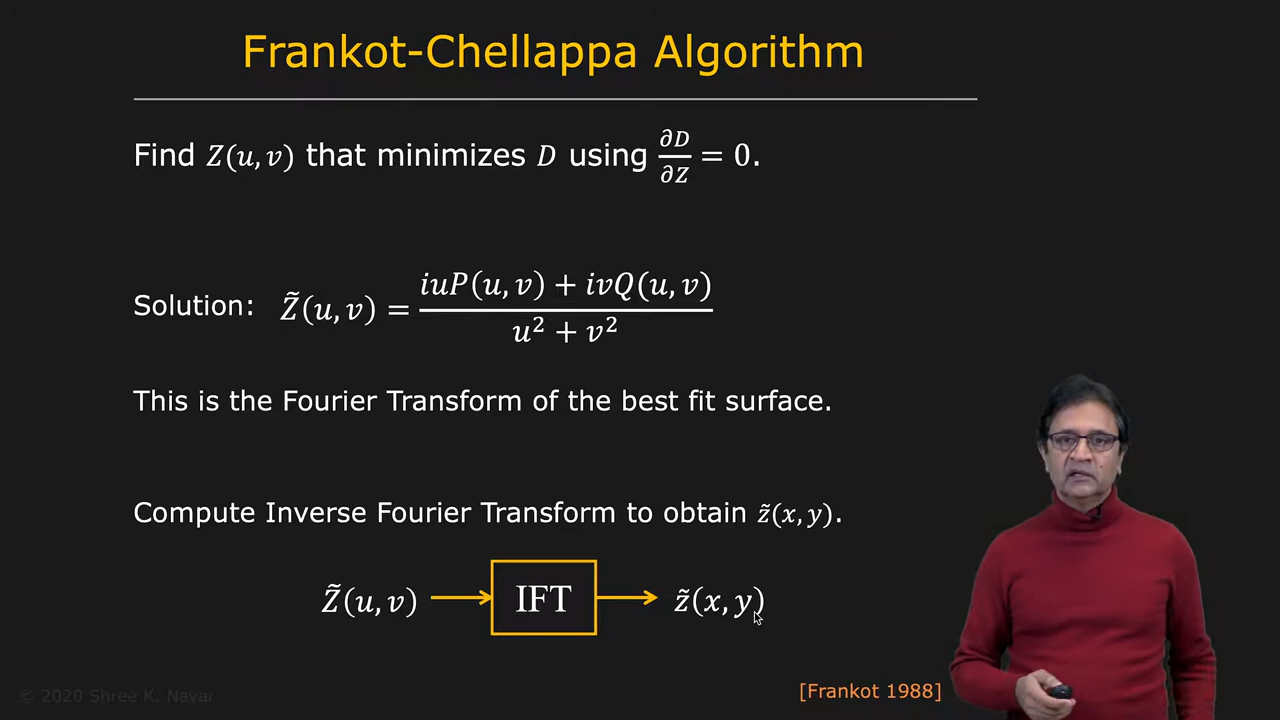 Frankot-Chellappa Algorithm
Find Z(u, v) that minimizes D using ∂D/∂Z = 0.
Solution: Z̃(u, v) = (iuP(u, v) + ivQ(u, v)) / (u² + v²)
This is the Fourier Transform of the best fit surface.
Compute Inverse Fourier Transform to obtain z̃(x, y).
Z̃(u, v) → IFT → z̃(x, y)
[Frankot 1988]
© 2020 Shree K. Nayar